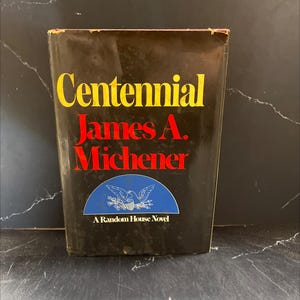 Centennial
James A.
Michener
A Random House Novel